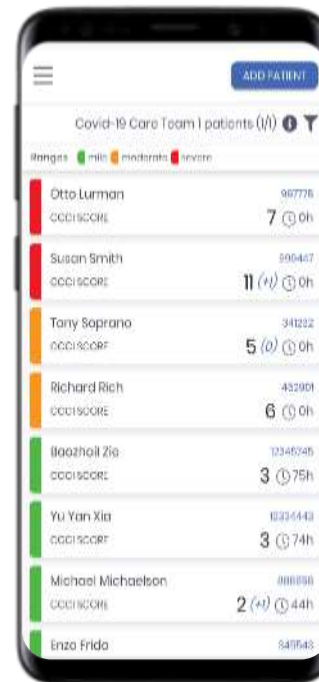 ADD PATIENT
Covid-19 Care Team 1 patients (1/1)
Ranges mild moderate severe
Otto Lurman
CCCI SCORE 7 0h
Susan Smith
CCCI SCORE 11 (+1) 0h
Tony Soprano 341222
CCCI SCORE 5 (0) 0h
Richard Rich 432901
CCCI SCORE 6 0h
Zia 12345745
CCCI SCORE 3 75h
Yu Yan Xia
CCCI SCORE 3 74h
Michael Michaelson
CCCI SCORE 2 (+1) 44h
Enzo Frida 345543